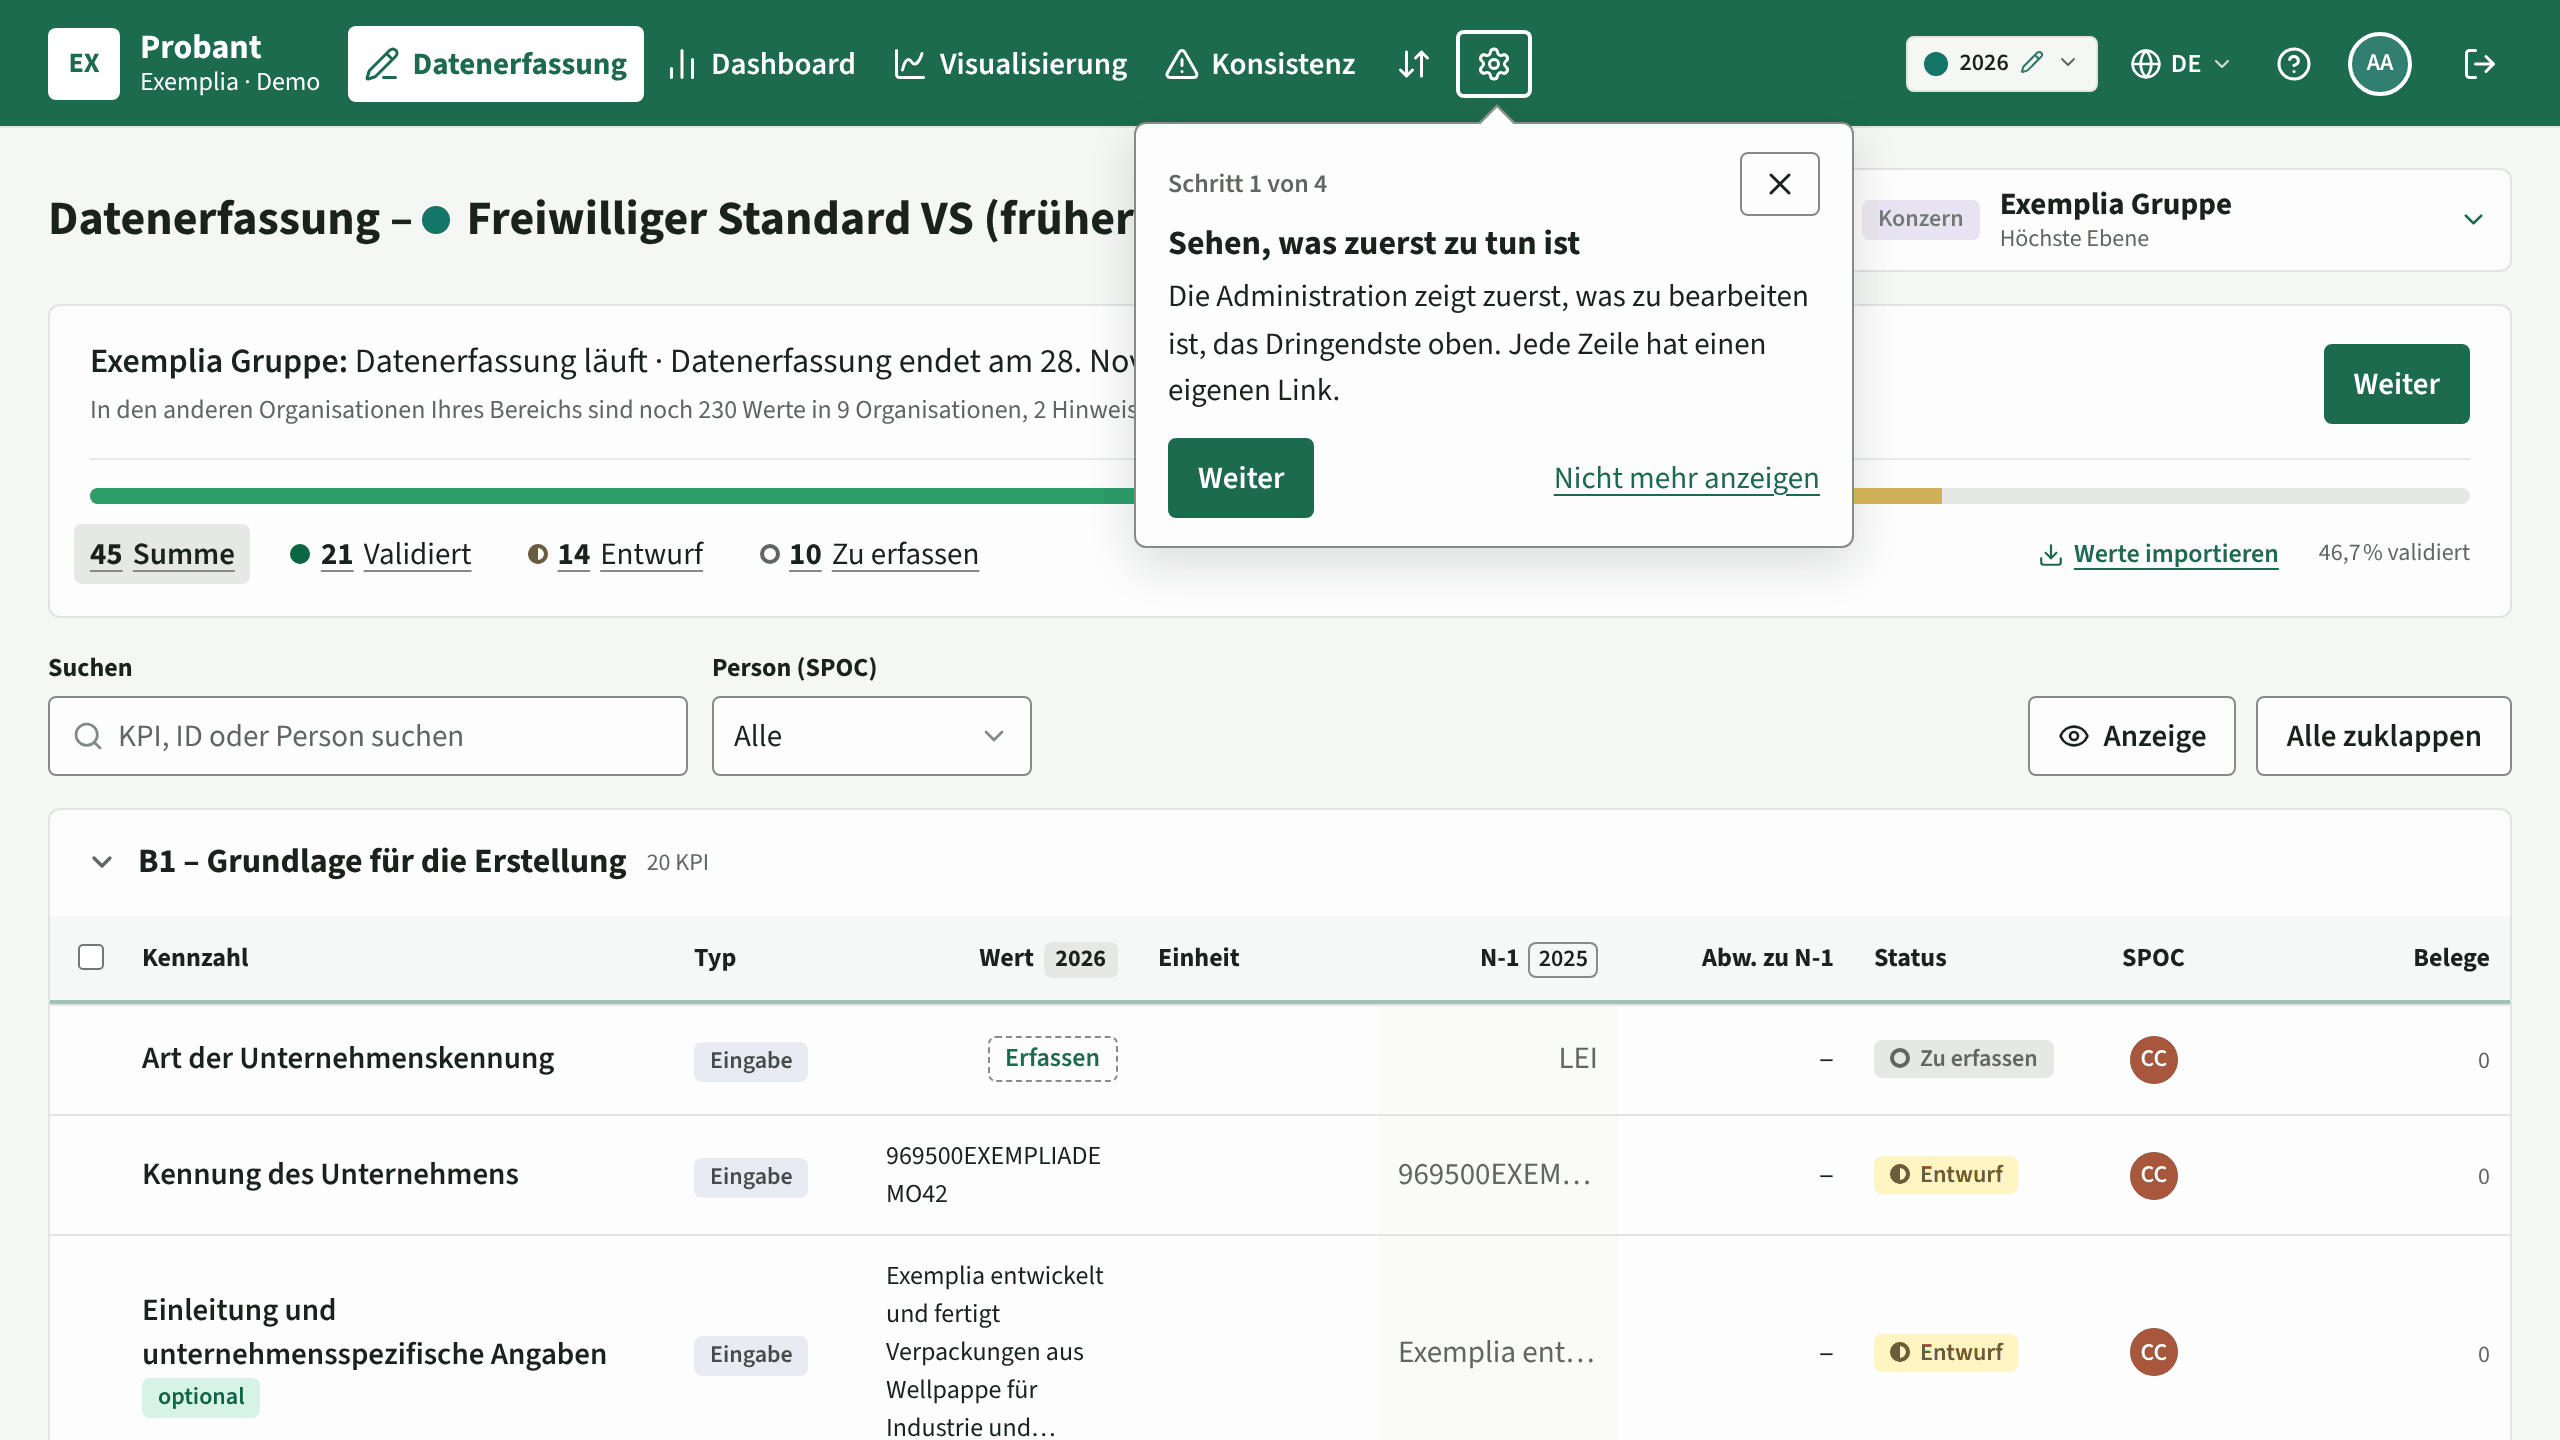 EX
Probant
Exemplia · Demo
Datenerfassung
Dashboard
Visualisierung
Konsistenz
2026
DE
AA
Datenerfassung – Freiwilliger Standard VS (früher
Konzern
Exemplia Gruppe
Höchste Ebene
Schritt 1 von 4
Sehen, was zuerst zu tun ist
Die Administration zeigt zuerst, was zu bearbeiten
ist, das Dringendste oben. Jede Zeile hat einen
eigenen Link.
Weiter
Nicht mehr anzeigen
Exemplia Gruppe: Datenerfassung läuft · Datenerfassung endet am 28. Nov
In den anderen Organisationen Ihres Bereichs sind noch 230 Werte in 9 Organisationen, 2 Hinweis
Weiter
45 Summe
21 Validiert
14 Entwurf
10 Zu erfassen
Werte importieren
46,7 % validiert
Suchen
Person (SPOC)
KPI, ID oder Person suchen
Alle
Anzeige
Alle zuklappen
B1 – Grundlage für die Erstellung 20 KPI
Kennzahl Typ Wert 2026 Einheit N-1 2025 Abw. zu N-1 Status SPOC Belege
Art der Unternehmenskennung Eingabe Erfassen LEI – Zu erfassen CC 0
Kennung des Unternehmens Eingabe
969500EXEMPLIADE
MO42
969500EXEM… – Entwurf CC 0
Einleitung und
unternehmensspezifische Angaben
optional
Eingabe
Exemplia entwickelt
und fertigt
Verpackungen aus
Wellpappe für
Industrie und…
Exemplia ent… – Entwurf CC 0